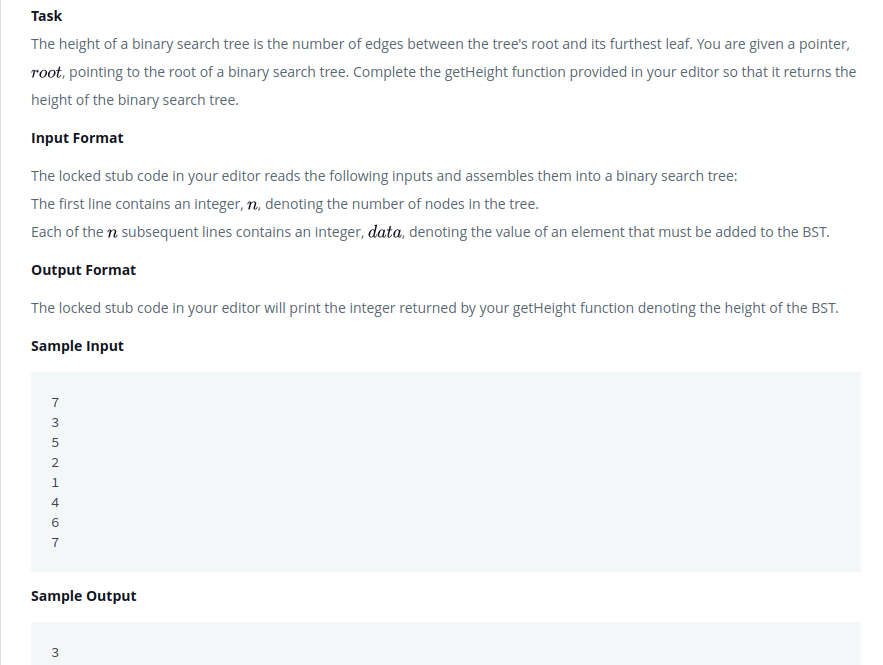 Task
The height of a binary search tree is the number of edges between the tree's root and its furthest leaf. You are given a pointer,
root, pointing to the root of a binary search tree. Complete the getHeight function provided in your editor so that it returns the
height of the binary search tree.
Input Format
The locked stub code in your editor reads the following inputs and assembles them into a binary search tree:
The first line contains an integer, n, denoting the number of nodes in the tree.
Each of the n subsequent lines contains an integer, data, denoting the value of an element that must be added to the BST.
Output Format
The locked stub code in your editor will print the integer returned by your getHeight function denoting the height of the BST.
Sample Input
7
3
5
2
1
4
6
7
Sample Output
3